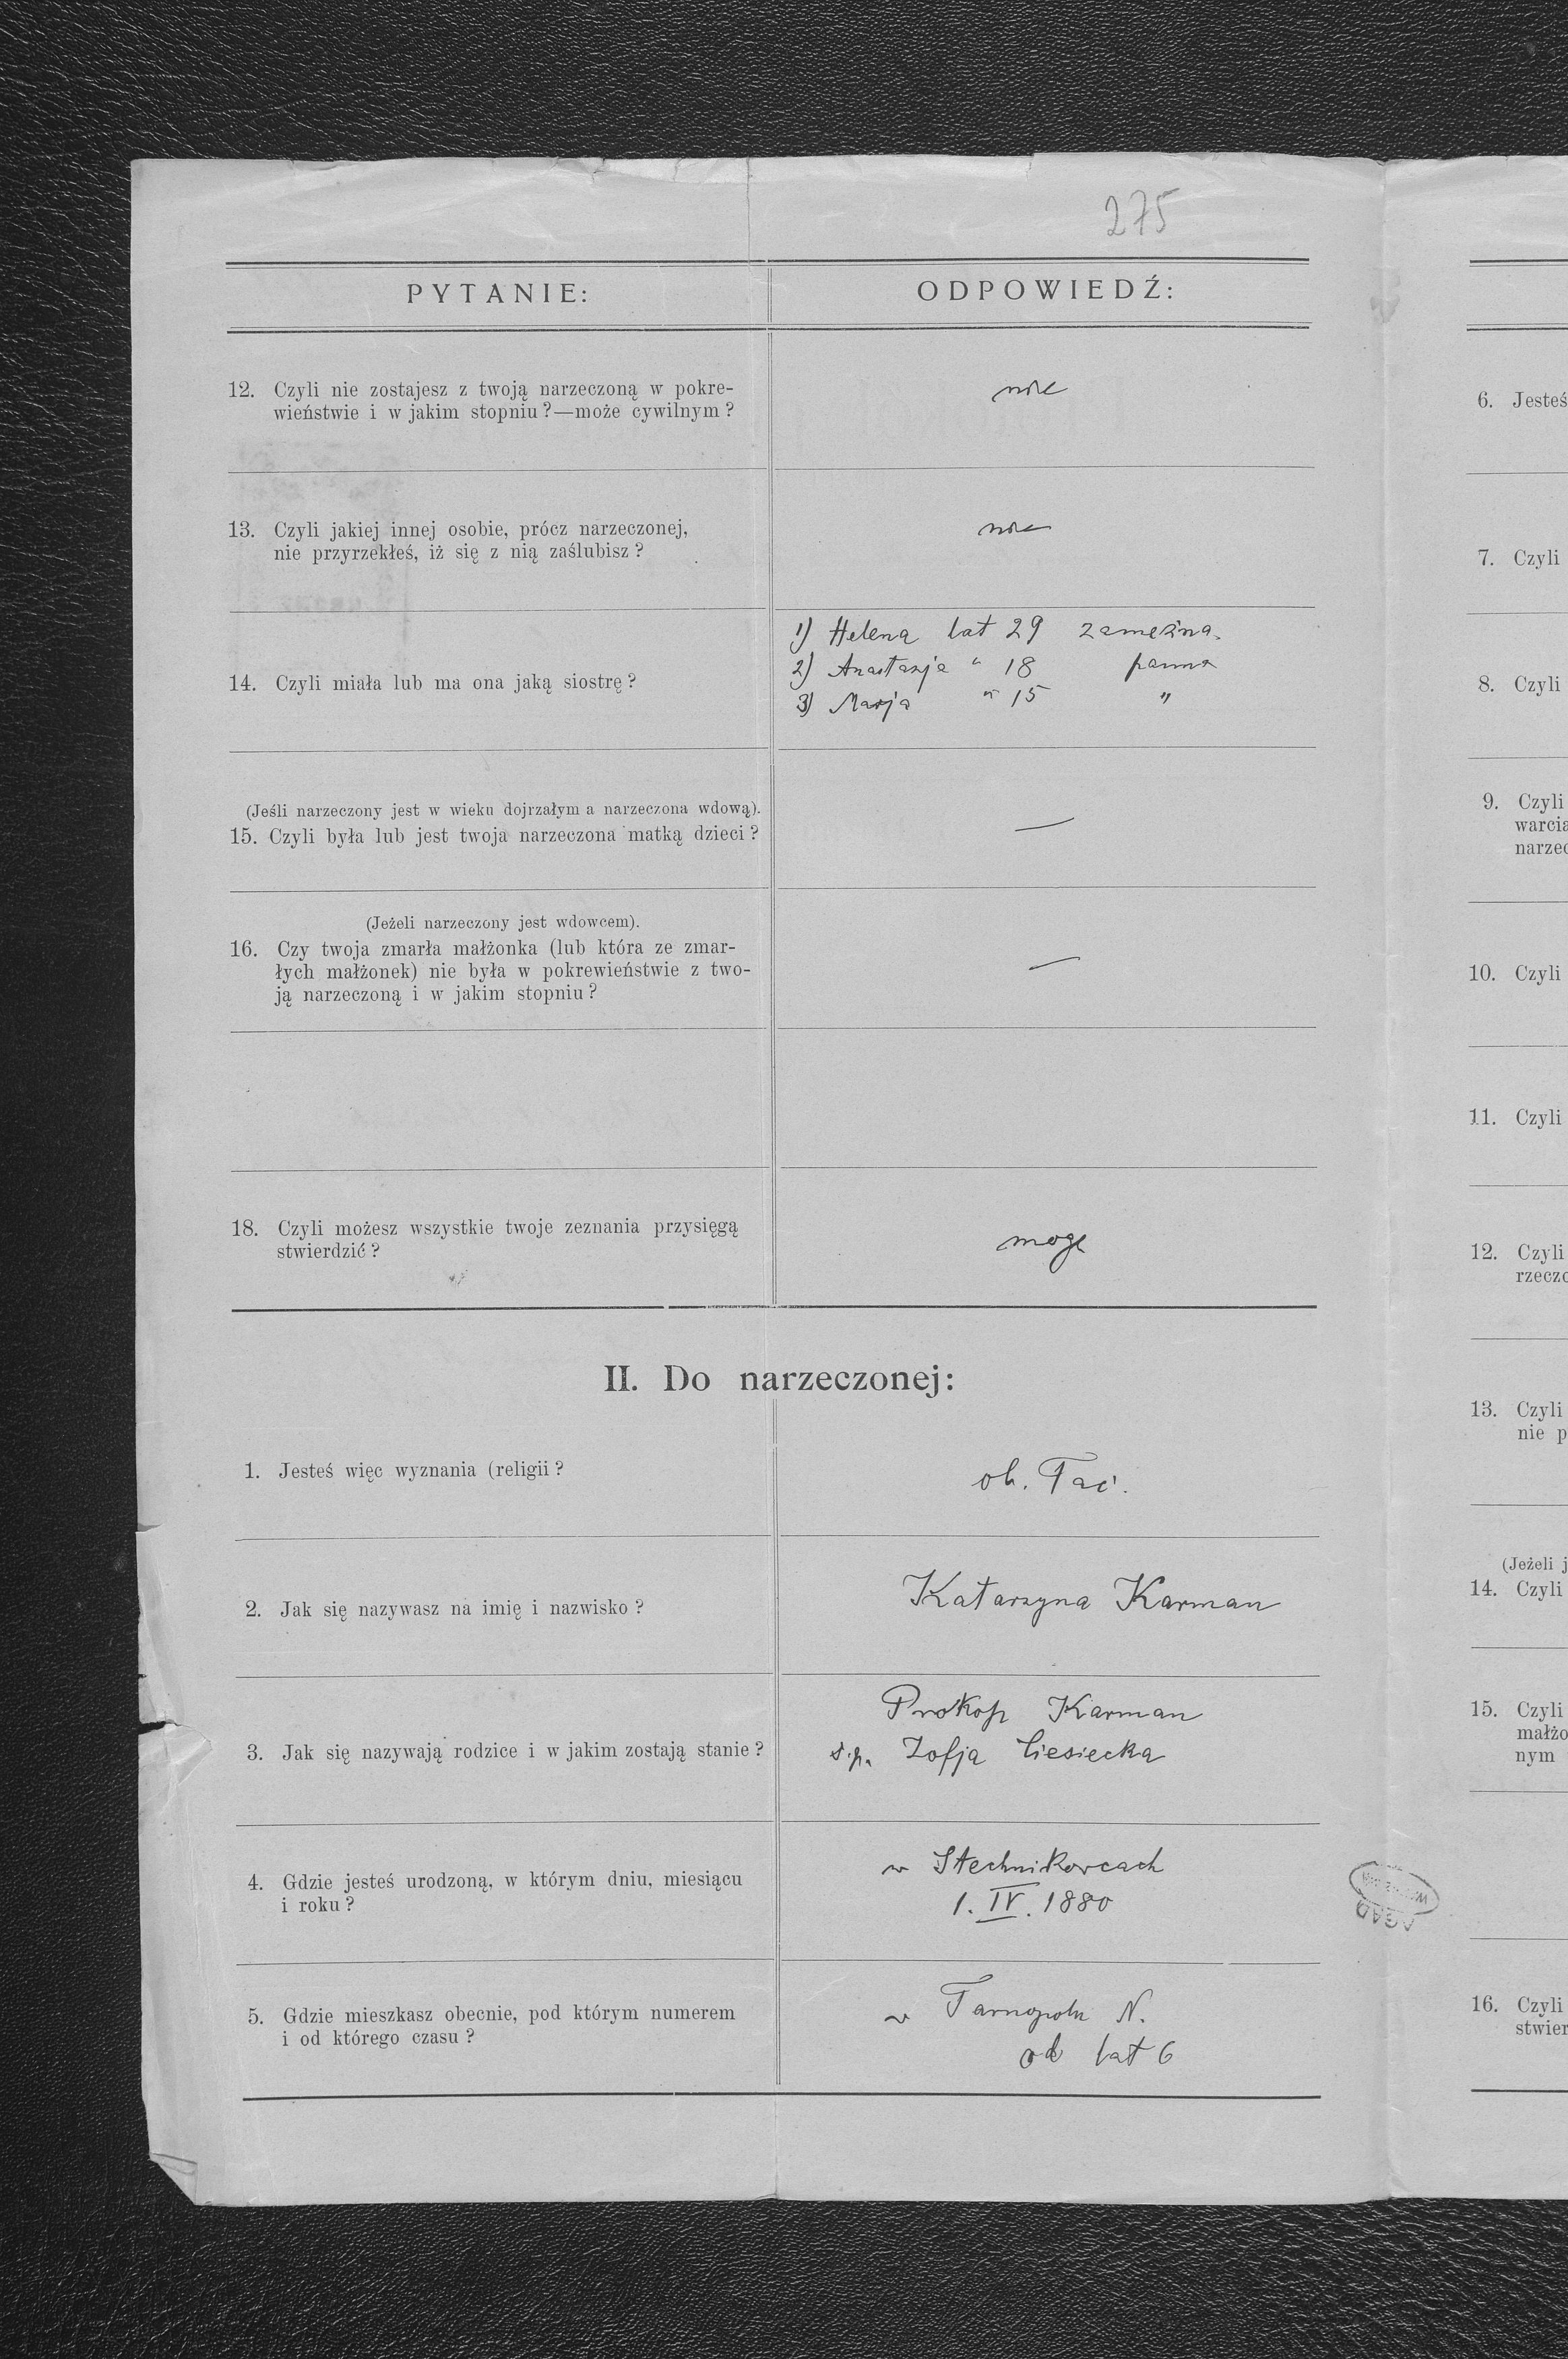 275
PYTANIE:
ODPOWIEDŹ:
12. Czyli nie zostajesz z twoją narzeczoną w pokre-
wieństwie i w jakim stopniu?—może cywilnym?
nie
13. Czyli jakiej innej osobie, prócz narzeczonej,
nie przyrzekłeś, iż się z nią zaślubisz?
nie
14. Czyli miała lub ma ona jaką siostrę?
1) Helena lat 29 zamężna
2) Anastazja " 18 panna
3) Marja " 15 "
(Jeśli narzeczony jest w wieku dojrzałym a narzeczona wdową).
15. Czyli była lub jest twoja narzeczona matką dzieci?
—
(Jeżeli narzeczony jest wdowcem).
16. Czy twoja zmarła małżonka (lub która ze zmar-
łych małżonek) nie była w pokrewieństwie z two-
ją narzeczoną i w jakim stopniu?
—
18. Czyli możesz wszystkie twoje zeznania przysięgą
stwierdzić?
mogę
II. Do narzeczonej:
1. Jesteś więc wyznania (religii?
ob. łac.
2. Jak się nazywasz na imię i nazwisko?
Katarzyna Karman
3. Jak się nazywają rodzice i w jakim zostają stanie?
Prokop Karman
ś.p. Zofja Ciesiecka
4. Gdzie jesteś urodzoną, w którym dniu, miesiącu
i roku?
w Stechnikowcach
1. IV. 1880
5. Gdzie mieszkasz obecnie, pod którym numerem
i od którego czasu?
w Tarnopolu N.
od lat 6
6. Jesteś
7. Czyli
8. Czyli
9. Czyli
warcia
narzec
10. Czyli
11. Czyli
12. Czyli
rzeczo
13. Czyli
nie p
(Jeżeli j
14. Czyli
15. Czyli
małżo
nym
16. Czyli
stwier
AGAD